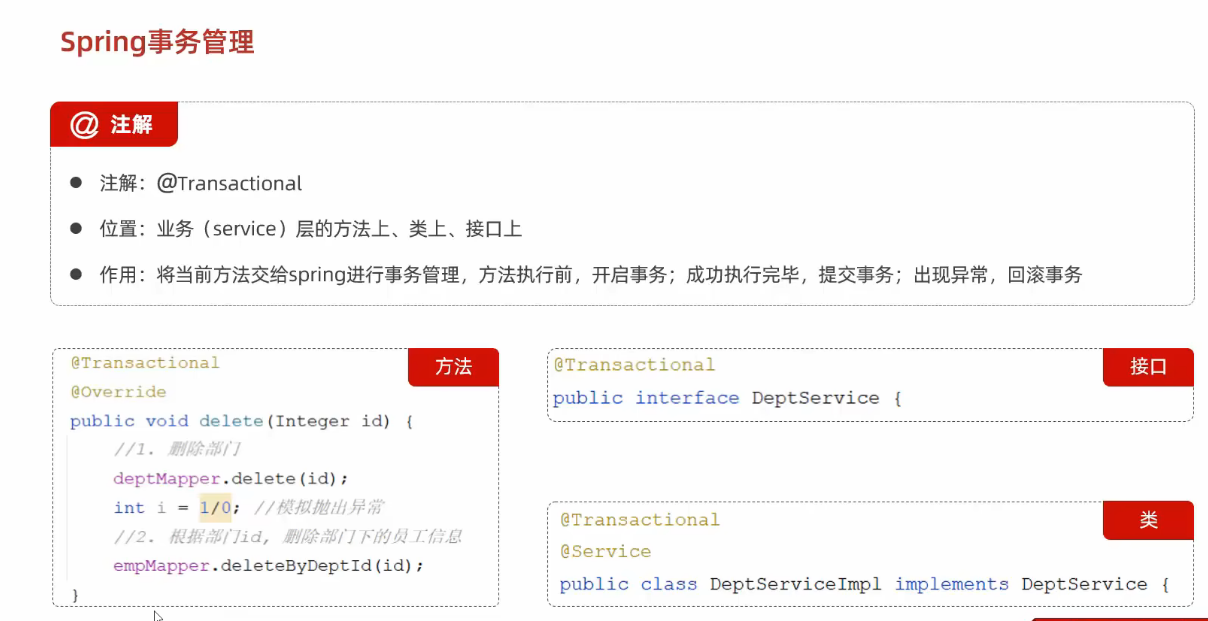 Spring事务管理
@ 注解
● 注解：@Transactional
● 位置：业务（service）层的方法上、类上、接口上
● 作用：将当前方法交给spring进行事务管理，方法执行前，开启事务；成功执行完毕，提交事务；出现异常，回滚事务
方法
@Transactional
@Override
public void delete(Integer id) {
//1. 删除部门
deptMapper.delete(id);
int i = 1/0; //模拟抛出异常
//2. 根据部门id, 删除部门下的员工信息
empMapper.deleteByDeptId(id);
}
接口
@Transactional
public interface DeptService {
类
@Transactional
@Service
public class DeptServiceImpl implements DeptService {